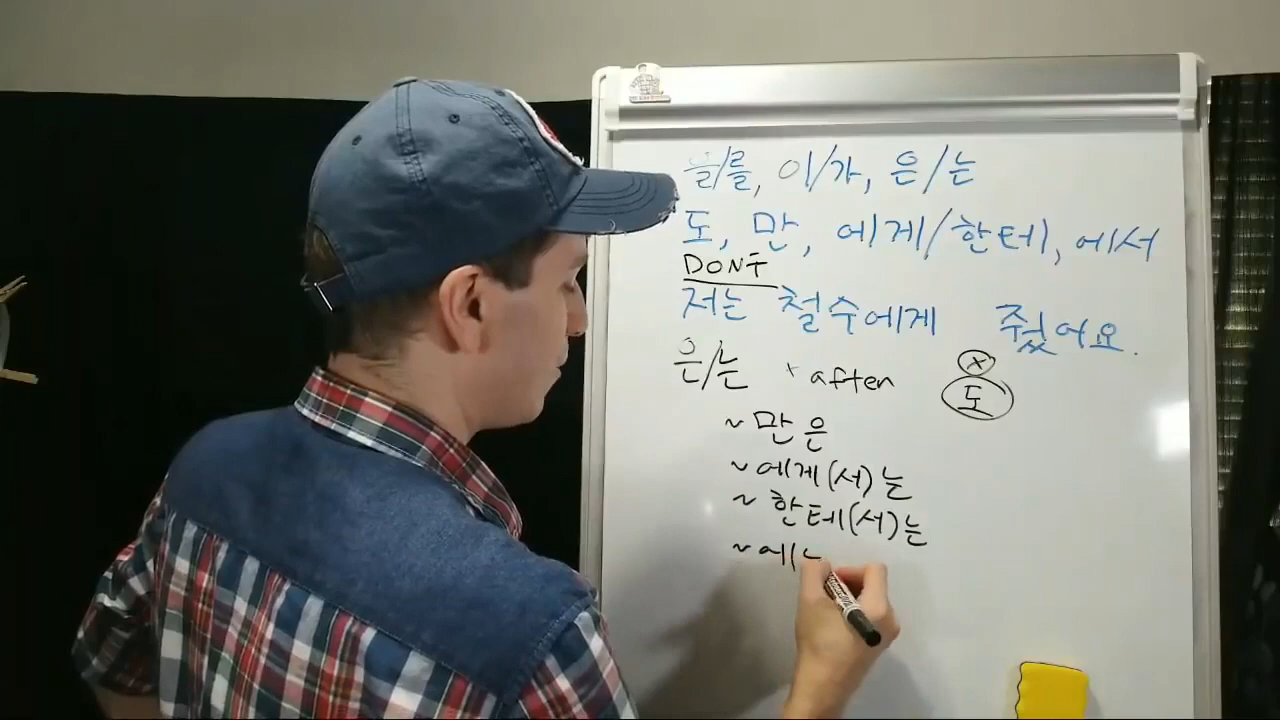 을/를, 이/가, 은/는
도, 만, 에게/한테, 에서
DON'T
저는 철수에게 줬어요.
은/는 x after x
도
~만은
~에게(서)는
~한테(서)는
~에